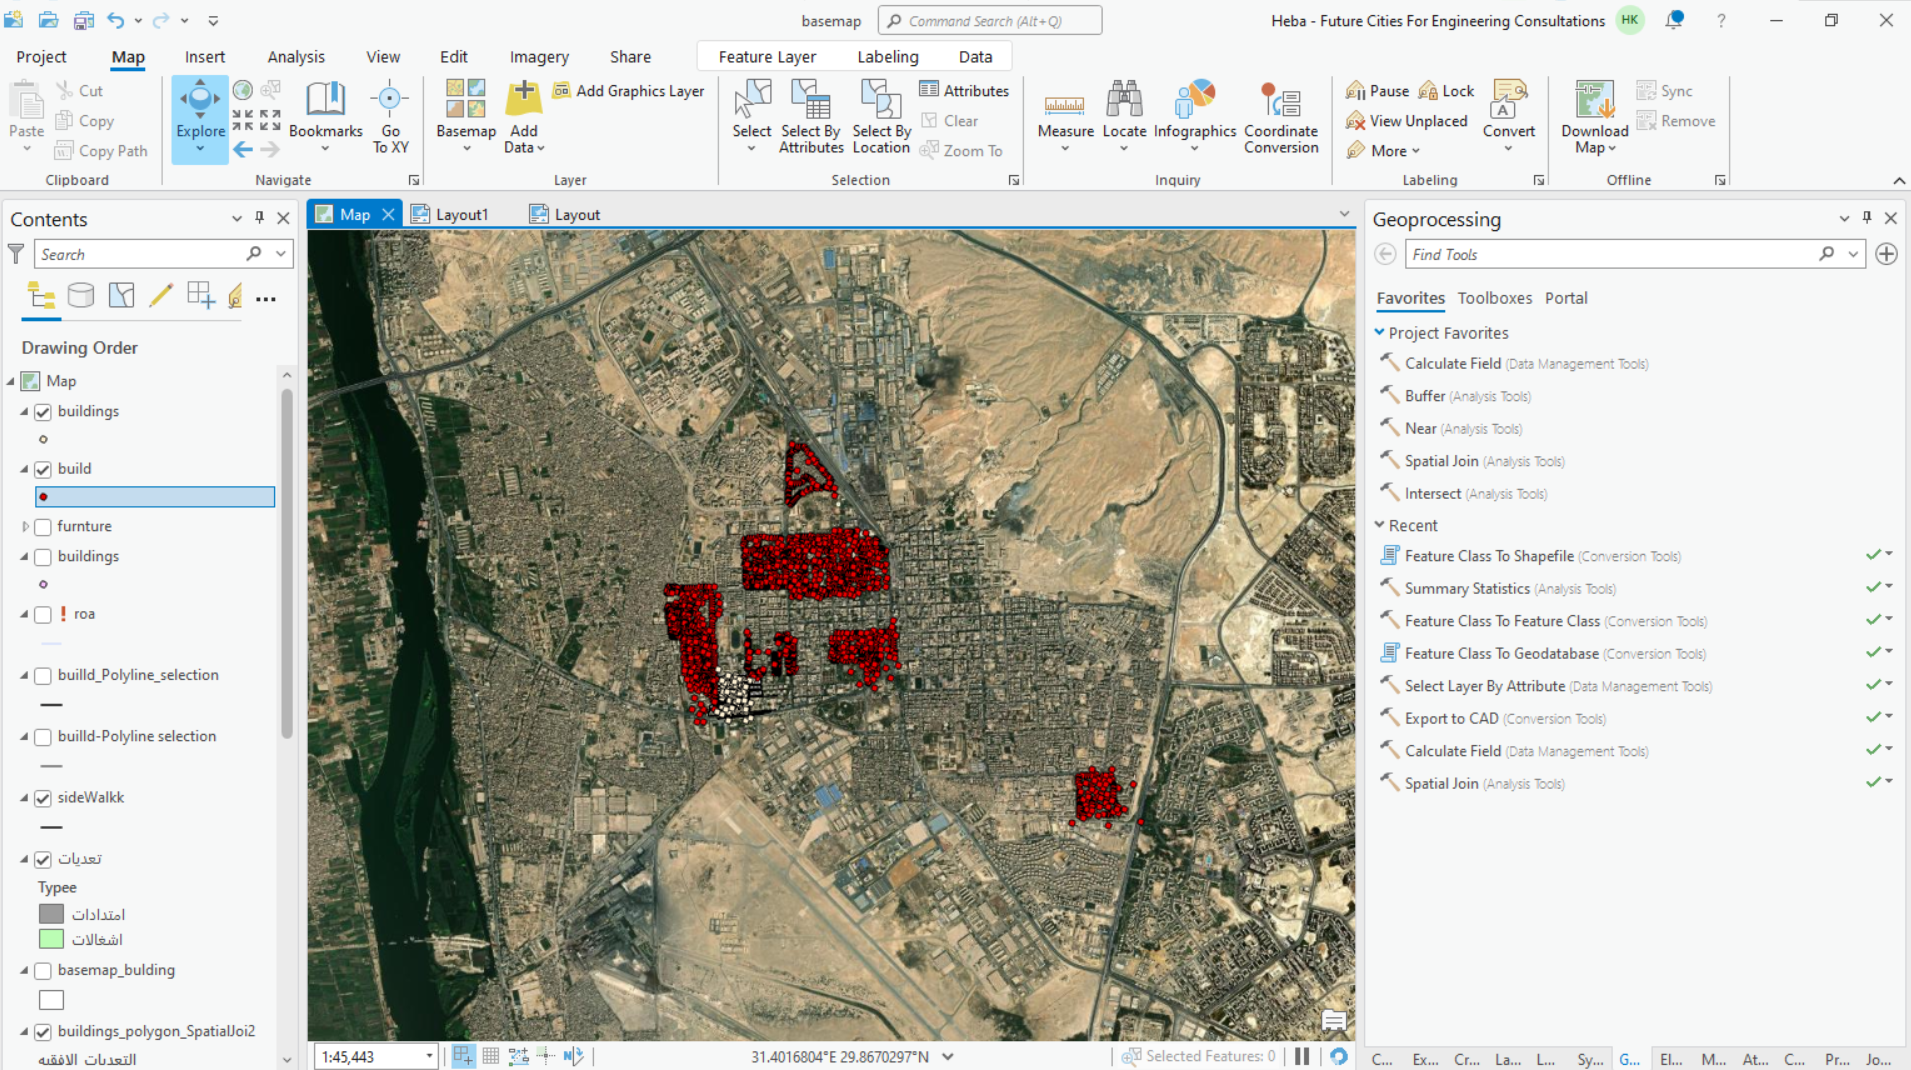 basemap
Command Search (Alt+Q)
Heba - Future Cities For Engineering Consultations
HK
?
Project
Map
Insert
Analysis
View
Edit
Imagery
Share
Feature Layer
Labeling
Data
Paste
Cut
Copy
Copy Path
Clipboard
Explore
Bookmarks
Go
To XY
Navigate
Basemap
Add
Data
Add Graphics Layer
Layer
Select
Select By
Attributes
Select By
Location
Attributes
Clear
Zoom To
Selection
Measure
Locate
Infographics
Coordinate
Conversion
Inquiry
Pause
Lock
View Unplaced
More
Convert
Labeling
Download
Map
Sync
Remove
Offline
Contents
Search
Drawing Order
Map
buildings
build
furnture
buildings
! roa
builld_Polyline_selection
builld-Polyline selection
sideWalkk
تعديات
Typee
امتدادات
اشغالات
basemap_bulding
buildings_polygon_SpatialJoi2
التعديات الافقيه
Map
Layout1
Layout
1:45,443
31.4016804°E 29.8670297°N
Selected Features: 0
Geoprocessing
Find Tools
Favorites
Toolboxes
Portal
Project Favorites
Calculate Field (Data Management Tools)
Buffer (Analysis Tools)
Near (Analysis Tools)
Spatial Join (Analysis Tools)
Intersect (Analysis Tools)
Recent
Feature Class To Shapefile (Conversion Tools)
Summary Statistics (Analysis Tools)
Feature Class To Feature Class (Conversion Tools)
Feature Class To Geodatabase (Conversion Tools)
Select Layer By Attribute (Data Management Tools)
Export to CAD (Conversion Tools)
Calculate Field (Data Management Tools)
Spatial Join (Analysis Tools)
C...
Ex...
Cr...
La...
L...
Sy...
G...
El...
M...
At...
C...
Pr...
Jo...